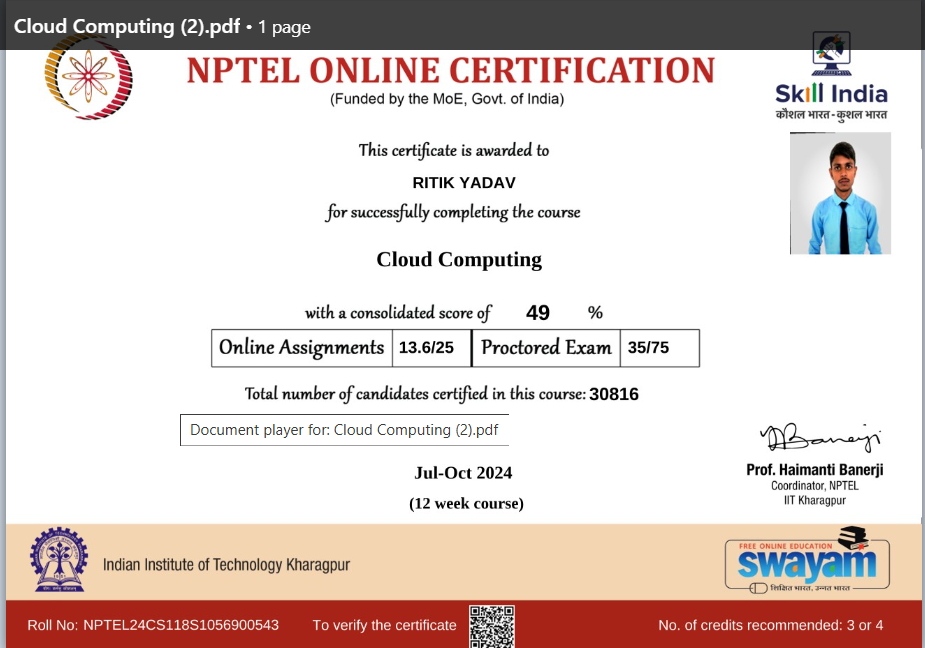 Cloud Computing (2).pdf • 1 page
NPTEL ONLINE CERTIFICATION
(Funded by the MoE, Govt. of India)
Skill India
कौशल भारत - कुशल भारत
This certificate is awarded to
RITIK YADAV
for successfully completing the course
Cloud Computing
with a consolidated score of 49 %
Online Assignments 13.6/25 Proctored Exam 35/75
Total number of candidates certified in this course: 30816
Document player for: Cloud Computing (2).pdf
Jul-Oct 2024
(12 week course)
Prof. Haimanti Banerji
Coordinator, NPTEL
IIT Kharagpur
Indian Institute of Technology Kharagpur
FREE ONLINE EDUCATION
swayam
शिक्षित भारत, उन्नत भारत
Roll No: NPTEL24CS118S1056900543 To verify the certificate No. of credits recommended: 3 or 4